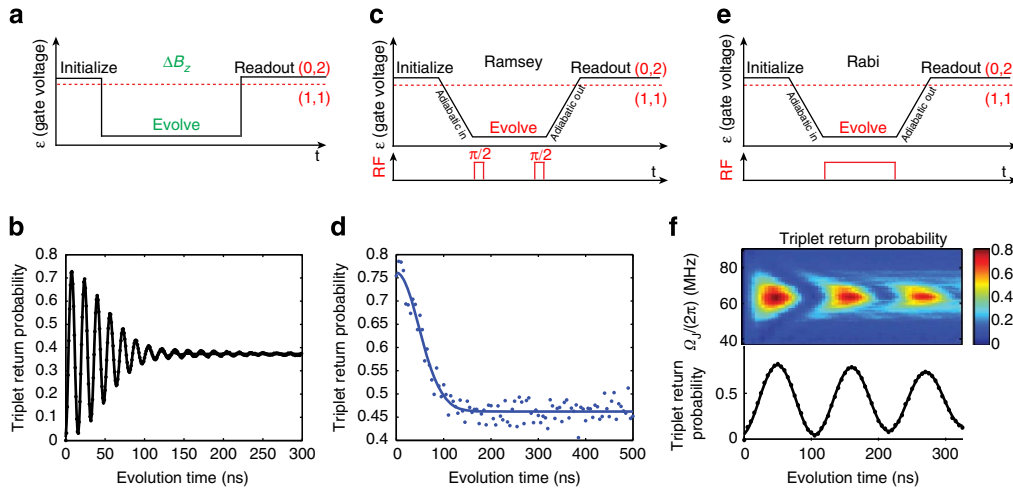 a
ε (gate voltage)
Initialize
ΔB_z
Readout (0,2)
(1,1)
Evolve
t
b
Triplet return probability
0.8
0.7
0.6
0.5
0.4
0.3
0.2
0.1
0
0 50 100 150 200 250 300
Evolution time (ns)
c
ε (gate voltage)
Initialize
Ramsey
Readout (0,2)
(1,1)
Adiabatic in
Evolve
Adiabatic out
RF
π/2 π/2
t
d
Triplet return probability
0.8
0.75
0.7
0.65
0.6
0.55
0.5
0.45
0.4
0 100 200 300 400 500
Evolution time (ns)
e
ε (gate voltage)
Initialize
Rabi
Readout (0,2
(1,1
Adiabatic in
Evolve
Adiabatic out
RF
t
f
Triplet return probability
Ω_J/(2π) (MHz)
80
60
40
0.8
0.6
0.4
0.2
0
Triplet return
probability
0.5
0
0 100 200 300
Evolution time (ns)